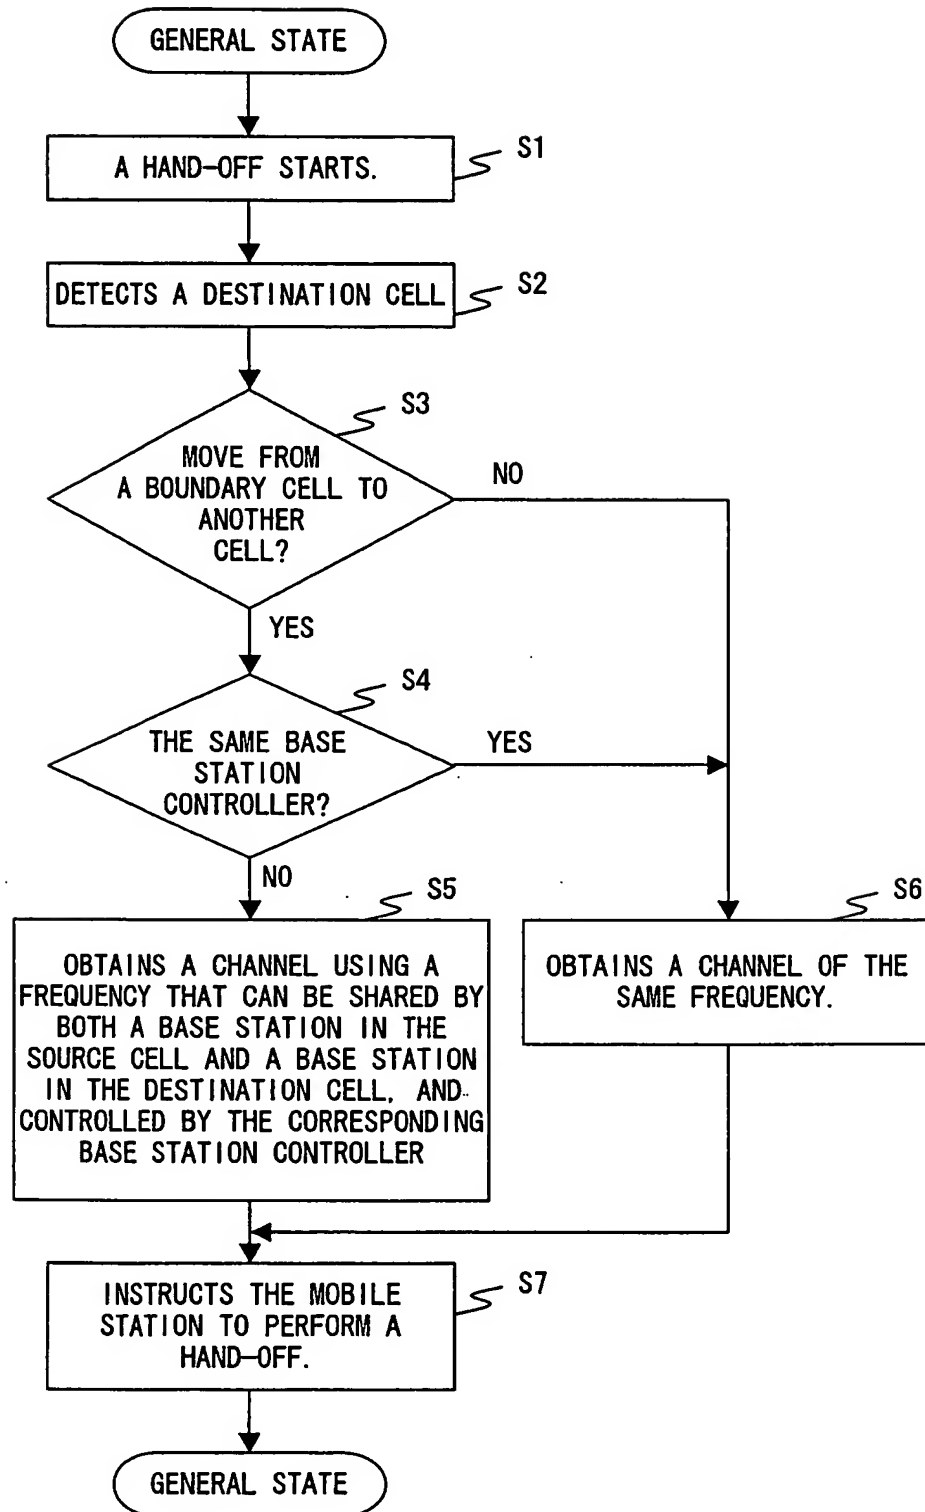 GENERAL STATE
A HAND-OFF STARTS.
S1
DETECTS A DESTINATION CELL
S2
S3
MOVE FROM
A BOUNDARY CELL TO
ANOTHER
CELL?
NO
YES
S4
THE SAME BASE
STATION
CONTROLLER?
YES
NO
S5
OBTAINS A CHANNEL USING A
FREQUENCY THAT CAN BE SHARED BY
BOTH A BASE STATION IN THE
SOURCE CELL AND A BASE STATION
IN THE DESTINATION CELL, AND
CONTROLLED BY THE CORRESPONDING
BASE STATION CONTROLLER
S6
OBTAINS A CHANNEL OF THE
SAME FREQUENCY.
INSTRUCTS THE MOBILE
STATION TO PERFORM A
HAND-OFF.
S7
GENERAL STATE